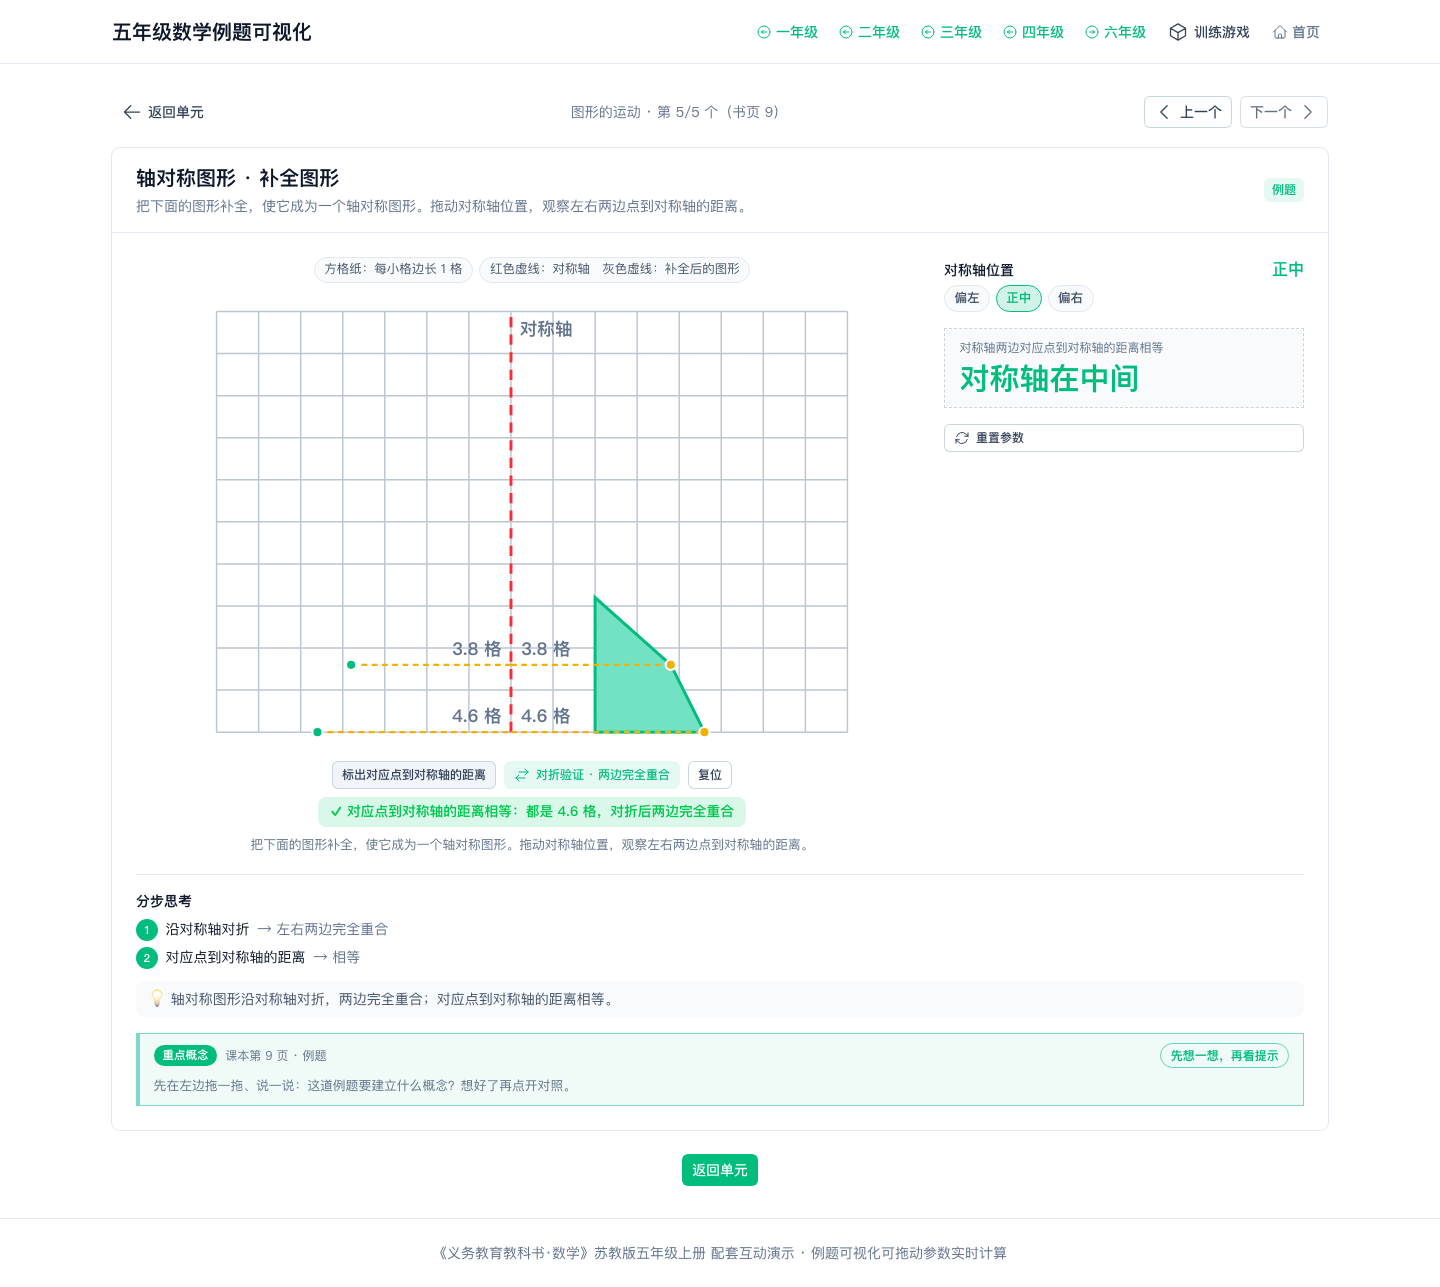 五年级数学例题可视化
一年级 二年级 三年级 四年级 六年级 训练游戏 首页
返回单元
图形的运动 · 第 5/5 个（书页 9）
上一个 下一个
轴对称图形 · 补全图形
把下面的图形补全，使它成为一个轴对称图形。拖动对称轴位置，观察左右两边点到对称轴的距离。
例题
方格纸：每小格边长 1 格
红色虚线：对称轴 灰色虚线：补全后的图形
对称轴
3.8 格 3.8 格
4.6 格 4.6 格
标出对应点到对称轴的距离 对折验证 · 两边完全重合 复位
✓ 对应点到对称轴的距离相等：都是 4.6 格，对折后两边完全重合
把下面的图形补全，使它成为一个轴对称图形。拖动对称轴位置，观察左右两边点到对称轴的距离。
对称轴位置 正中
偏左 正中 偏右
对称轴两边对应点到对称轴的距离相等
对称轴在中间
重置参数
分步思考
1 沿对称轴对折 → 左右两边完全重合
2 对应点到对称轴的距离 → 相等
💡 轴对称图形沿对称轴对折，两边完全重合；对应点到对称轴的距离相等。
重点概念 课本第 9 页 · 例题
先想一想，再看提示
先在左边拖一拖、说一说：这道例题要建立什么概念？想好了再点开对照。
返回单元
《义务教育教科书·数学》苏教版五年级上册 配套互动演示 · 例题可视化可拖动参数实时计算